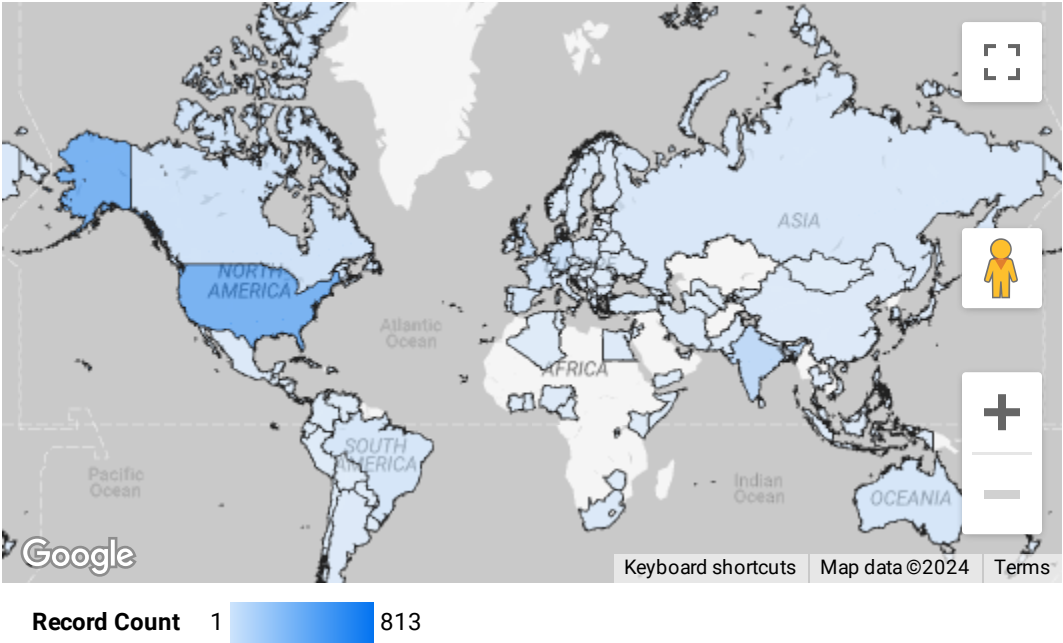 ASIA
NORTH
AMERICA
Atlantic
Ocean
AFRICA
SOUTH
AMERICA
Pacific
Ocean
Indian
Ocean
OCEANIA
Google
Keyboard shortcuts
Map data ©2024
Terms
Record Count 1 813